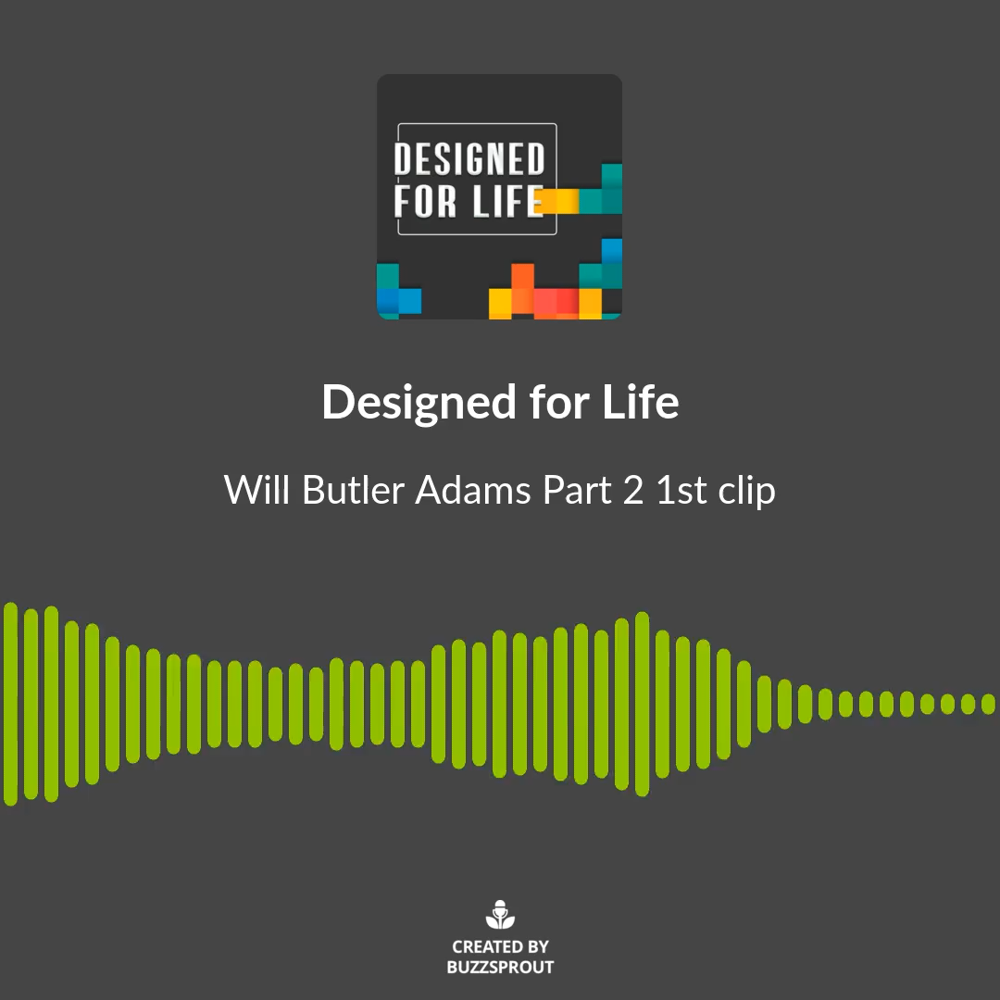 DESIGNED
FOR LIFE
Designed for Life
Will Butler Adams Part 2 1st clip
CREATED BY
BUZZSPROUT